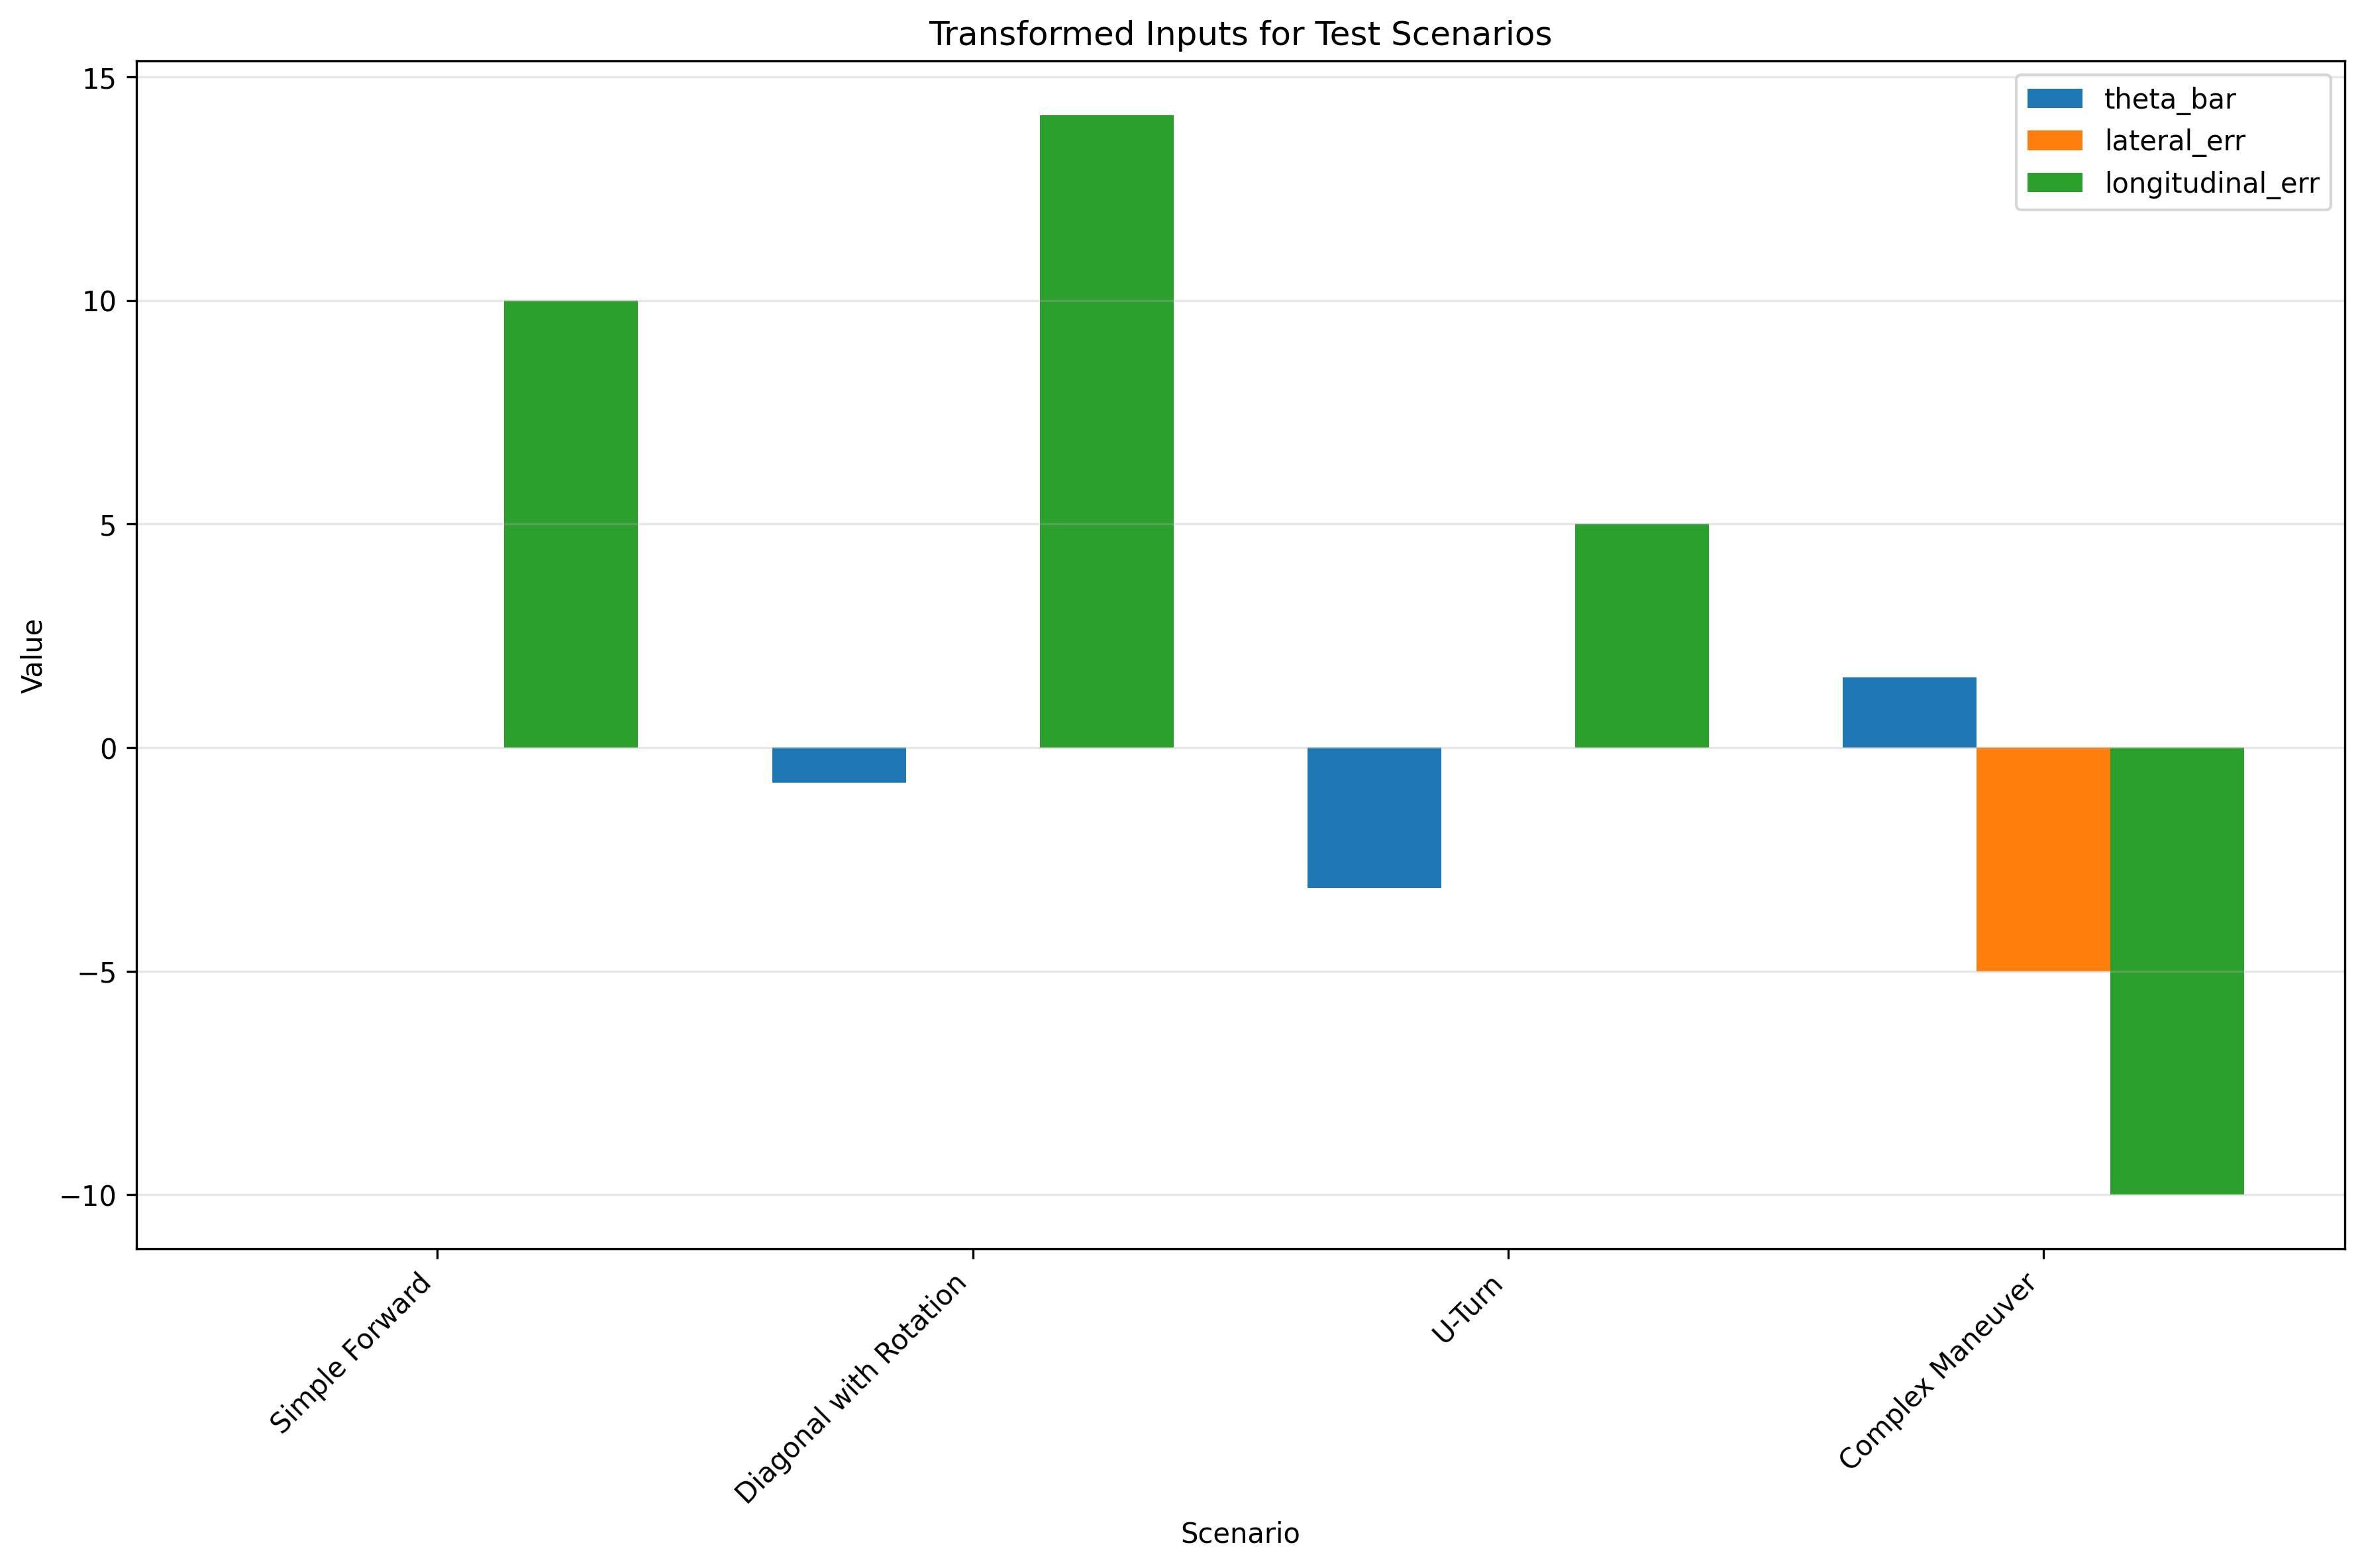 Transformed Inputs for Test Scenarios
theta_bar
lateral_err
longitudinal_err
Value
15
10
5
0
−5
−10
Simple Forward
Diagonal with Rotation
U-Turn
Complex Maneuver
Scenario